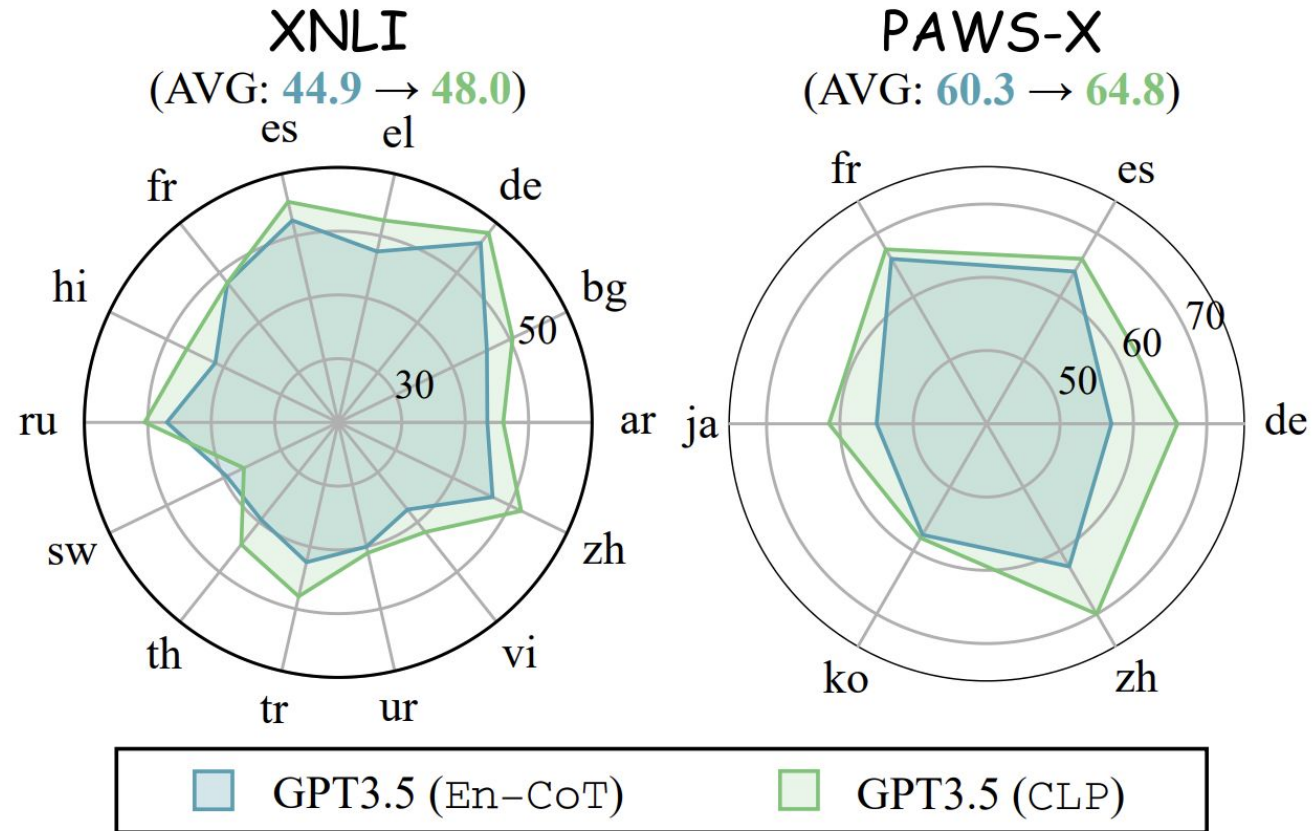 XNLI
(AVG: 44.9 → 48.0)
es
el
fr
de
hi
bg
50
30
ru
ar
sw
zh
th
vi
tr
ur
PAWS-X
(AVG: 60.3 → 64.8)
fr
es
70
60
50
ja
de
ko
zh
GPT3.5 (En-CoT)
GPT3.5 (CLP)